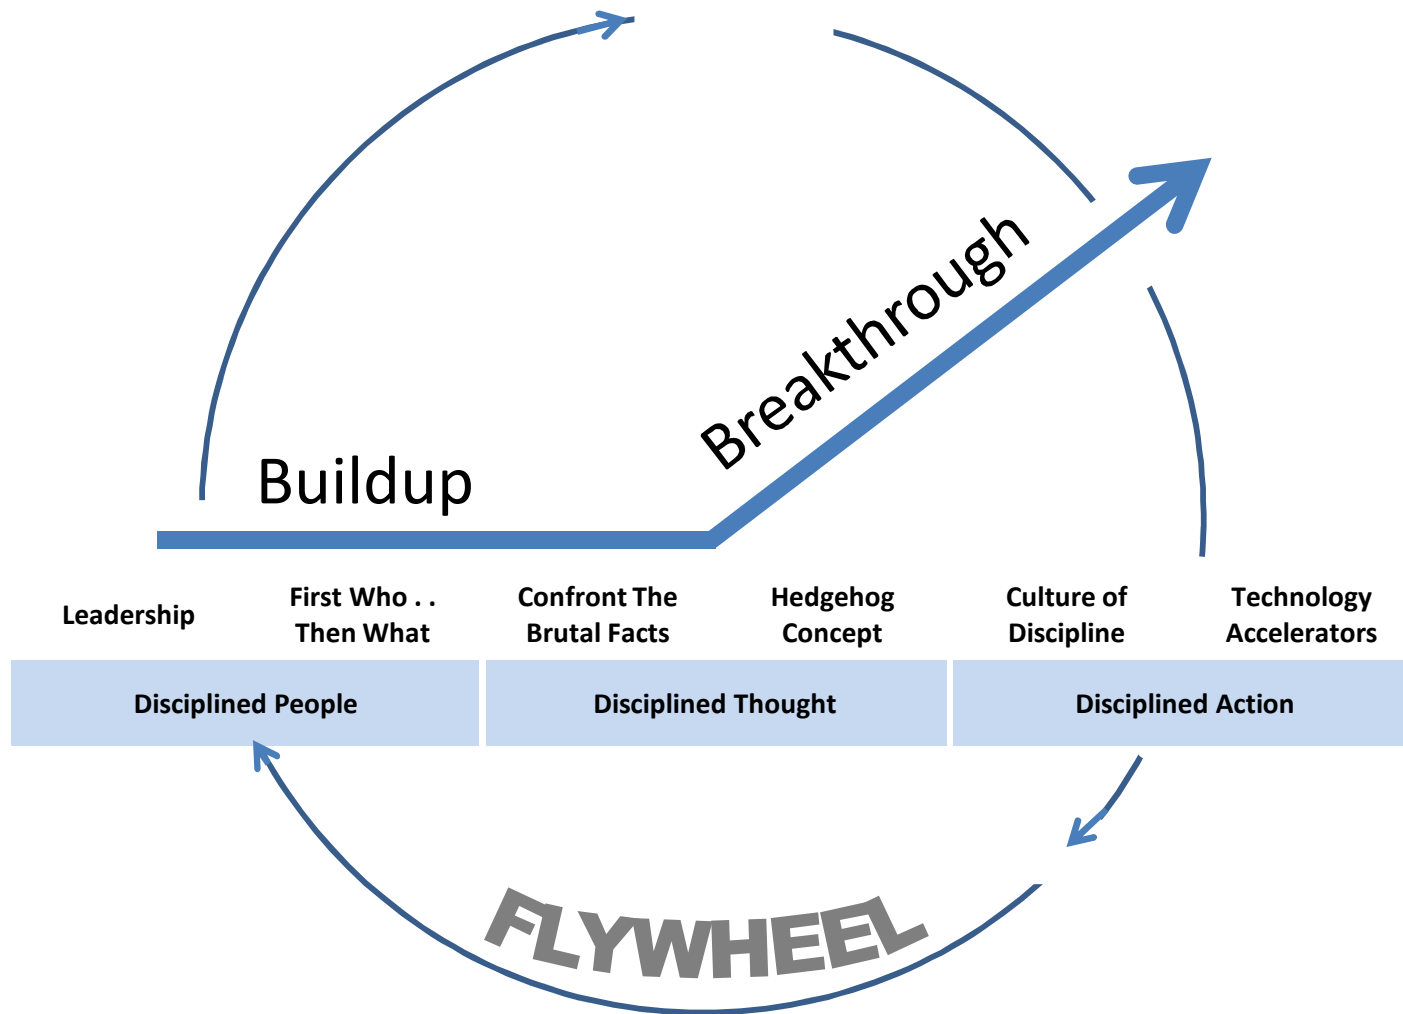 Breakthrough
Buildup
Leadership
First Who . .
Then What
Confront The
Brutal Facts
Hedgehog
Concept
Culture of
Discipline
Technology
Accelerators
Disciplined People
Disciplined Thought
Disciplined Action
FLYWHEEL